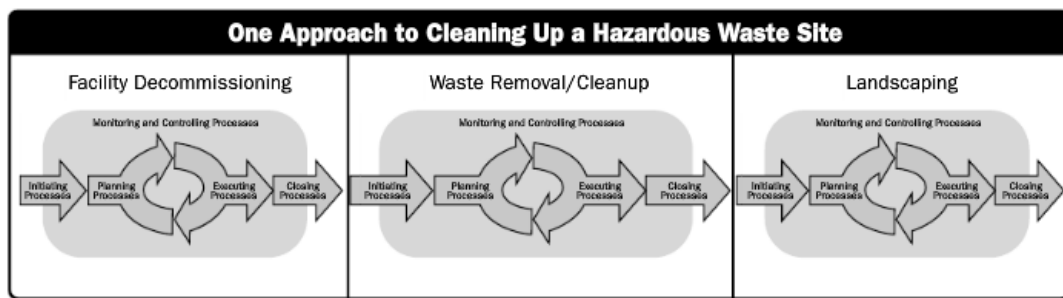 One Approach to Cleaning Up a Hazardous Waste Site
Facility Decommissioning
Monitoring and Controlling Processes
Initiating
Processes
Planning
Processes
Executing
Processes
Closing
Processes
Waste Removal/Cleanup
Monitoring and Controlling Processes
Initiating
Processes
Planning
Processes
Executing
Processes
Closing
Processes
Landscaping
Monitoring and Controlling Processes
Initiating
Processes
Planning
Processes
Executing
Processes
Closing
Processes